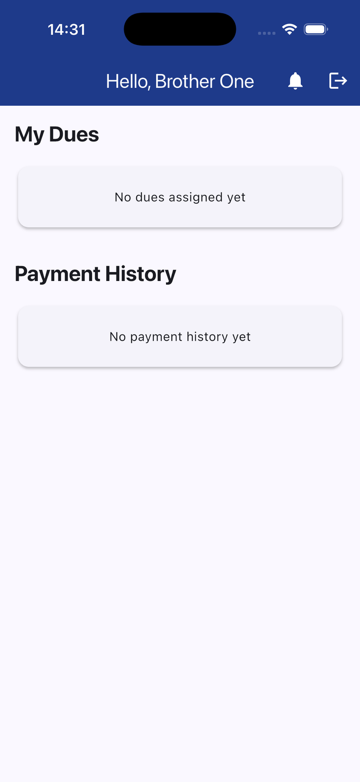 14:31
Hello, Brother One
My Dues
No dues assigned yet
Payment History
No payment history yet